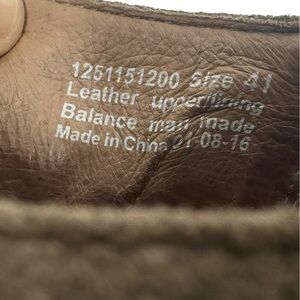 1251151200 Size 41
Leather upper/lining
Balance man made
Made in China 21-08-16